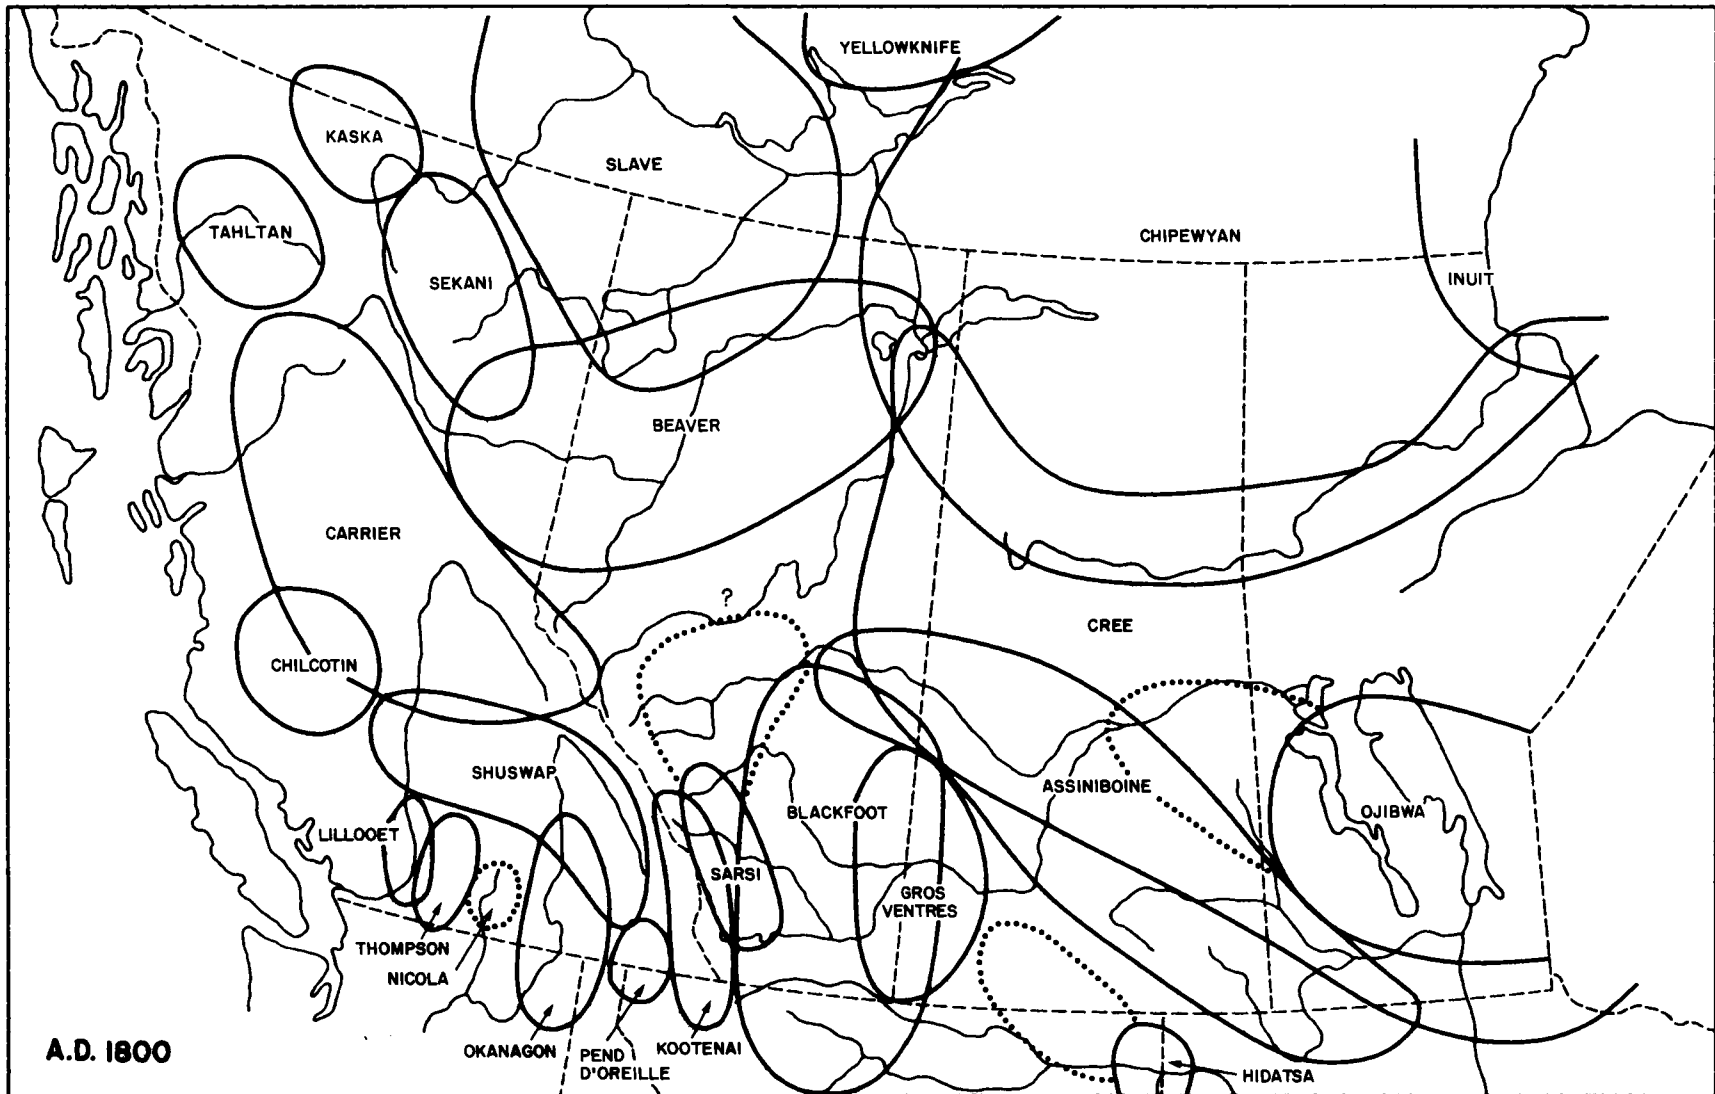 YELLOWKNIFE
KASKA
SLAVE
TAHLTAN
CHIPEWYAN
SEKANI
INUIT
BEAVER
CARRIER
?
CREE
CHILCOTIN
SHUSWAP
ASSINIBOINE
BLACKFOOT
OJIBWA
LILLOOET
SARSI
GROS
VENTRES
THOMPSON
NICOLA
OKANAGON
PEND
D'OREILLE
KOOTENAI
HIDATSA
A.D. 1800